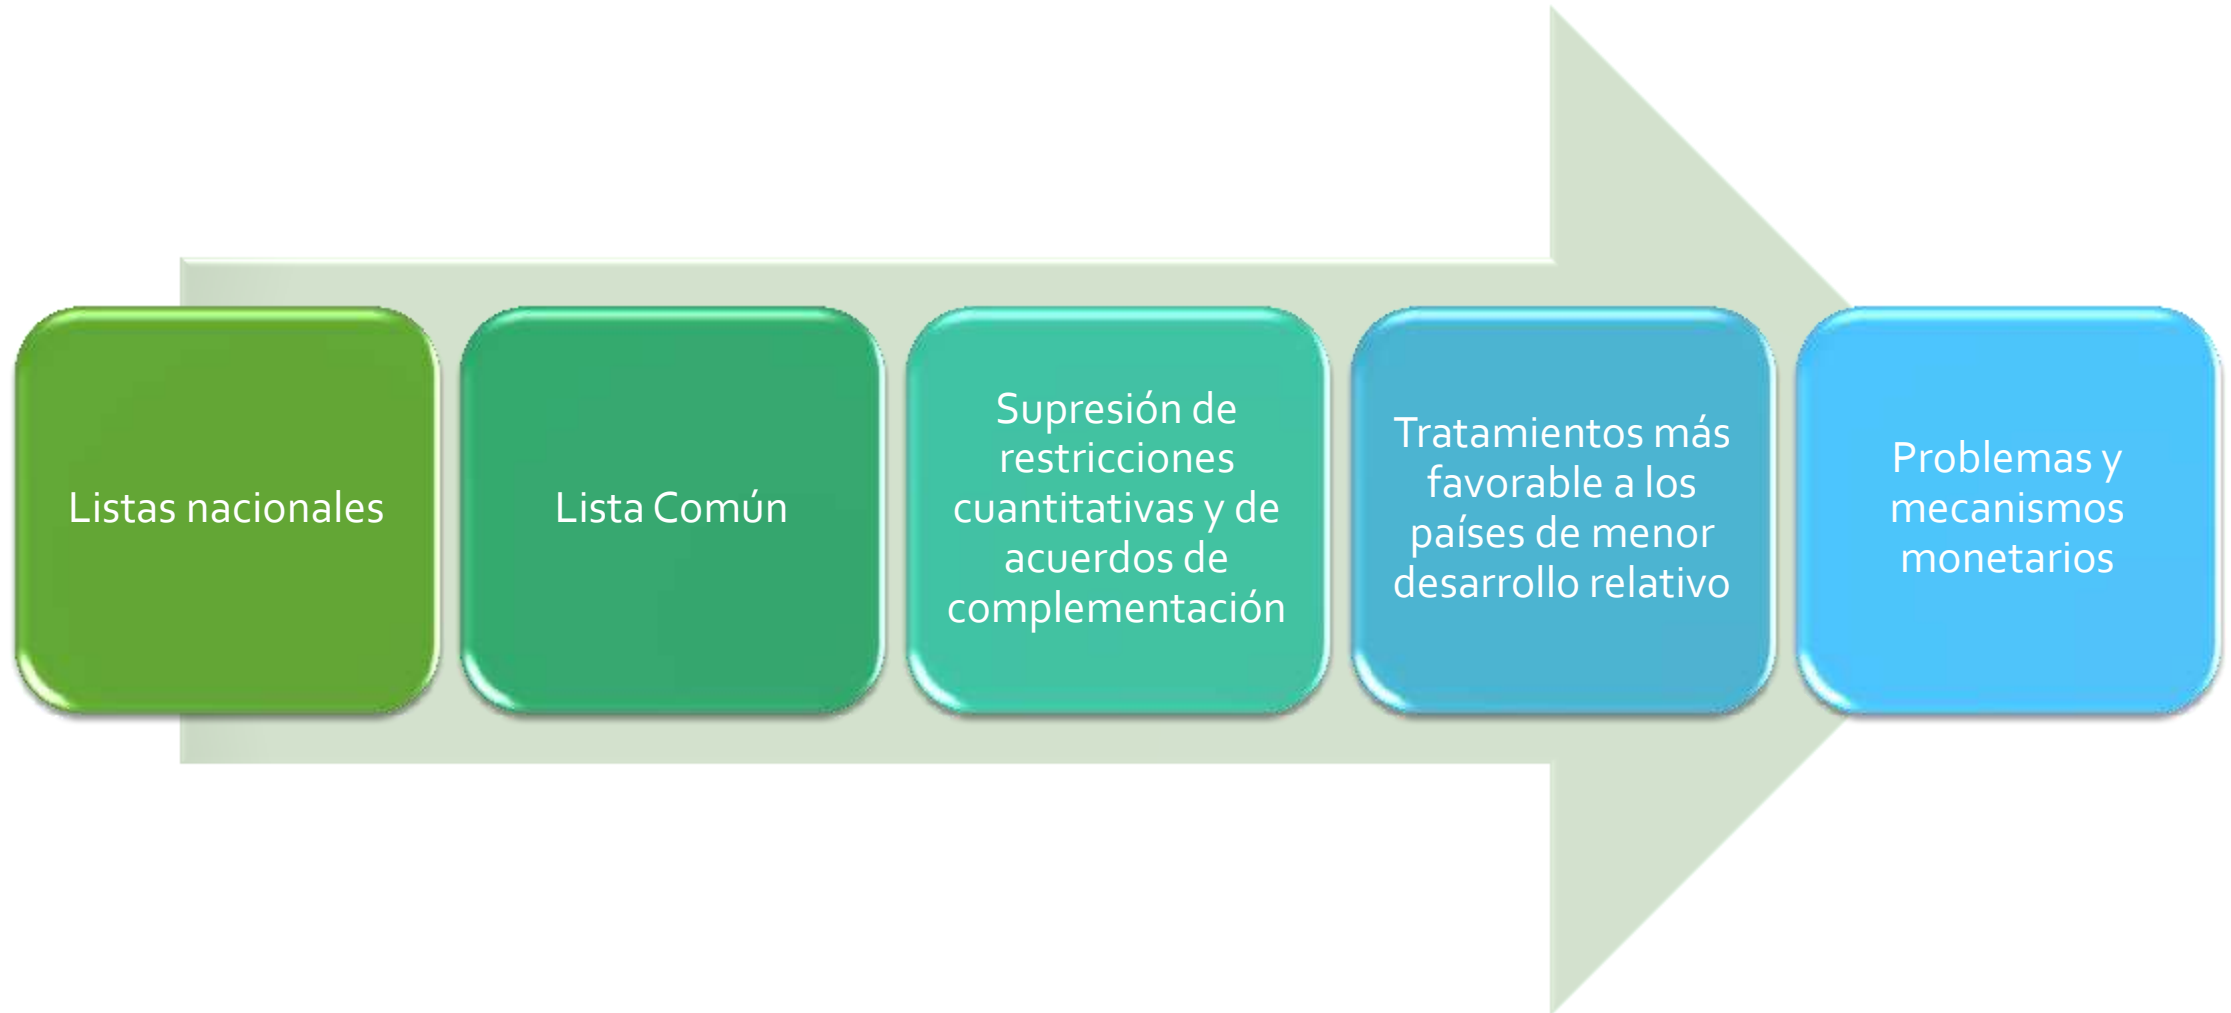 Listas nacionales
Lista Común
Supresión de
restricciones
cuantitativas y de
acuerdos de
complementación
Tratamientos más
favorable a los
países de menor
desarrollo relativo
Problemas y
mecanismos
monetarios